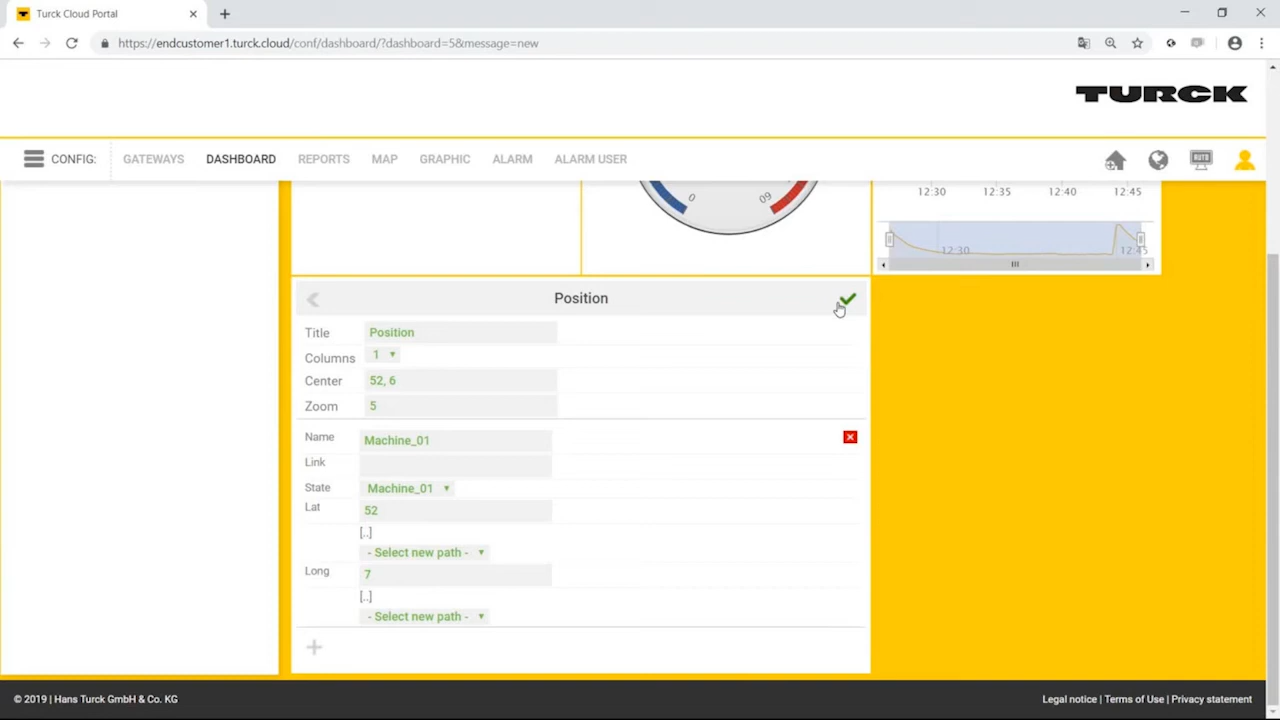 Turck Cloud Portal
https://endcustomer1.turck.cloud/conf/dashboard/?dashboard=5&message=new
TURCK
CONFIG: GATEWAYS DASHBOARD REPORTS MAP GRAPHIC ALARM ALARM USER
AUTO
12:30 12:35 12:40 12:45
0 60
12:30 12:45
Position
Title Position
Columns 1
Center 52, 6
Zoom 5
Name Machine_01
Link
State Machine_01
Lat 52
[..]
- Select new path -
Long 7
[..]
- Select new path -
© 2019 | Hans Turck GmbH & Co. KG Legal notice | Terms of Use | Privacy statement